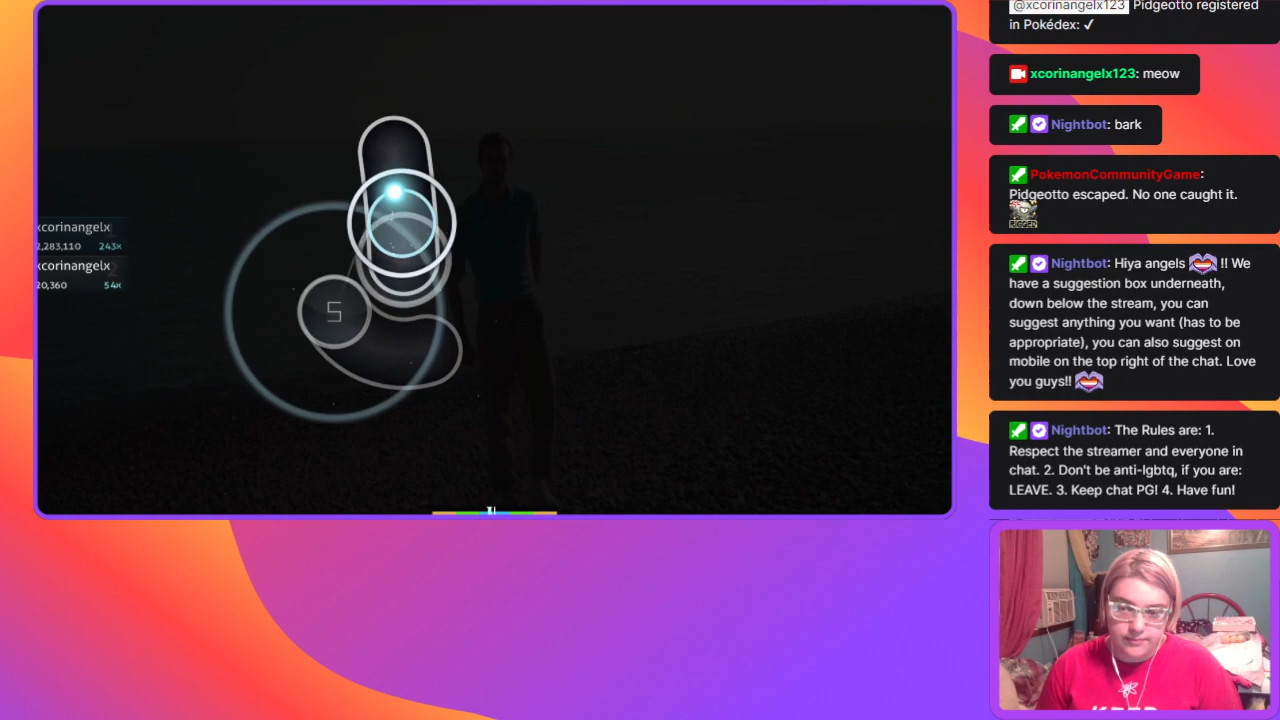 @xcorinangelx123 Pidgeotto registered
in Pokédex: ✓
xcorinangelx123: meow
Nightbot: bark
PokemonCommunityGame:
Pidgeotto escaped. No one caught it.
Nightbot: Hiya angels !! We
have a suggestion box underneath,
down below the stream, you can
suggest anything you want (has to be
appropriate), you can also suggest on
mobile on the top right of the chat. Love
you guys!!
Nightbot: The Rules are: 1.
Respect the streamer and everyone in
chat. 2. Don't be anti-lgbtq, if you are:
LEAVE. 3. Keep chat PG! 4. Have fun!
xcorinangelx
2,283,110 243x
xcorinangelx
20,360 54x
5
KEEP